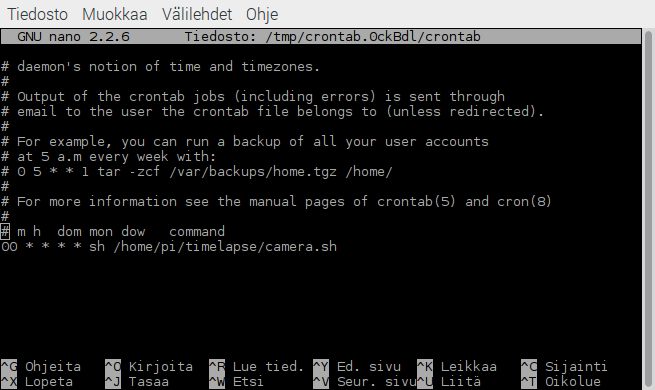 Tiedosto Muokkaa Välilehdet Ohje
GNU nano 2.2.6 Tiedosto: /tmp/crontab.OckBdl/crontab
# daemon's notion of time and timezones.
#
# Output of the crontab jobs (including errors) is sent through
# email to the user the crontab file belongs to (unless redirected).
#
# For example, you can run a backup of all your user accounts
# at 5 a.m every week with:
# 0 5 * * 1 tar -zcf /var/backups/home.tgz /home/
#
# For more information see the manual pages of crontab(5) and cron(8)
#
# m h  dom mon dow   command
00 * * * * sh /home/pi/timelapse/camera.sh
^G Ohjeita ^O Kirjoita ^R Lue tied. ^Y Ed. sivu ^K Leikkaa ^C Sijainti
^X Lopeta ^J Tasaa ^W Etsi ^V Seur. sivu ^U Liitä ^T Oikolue